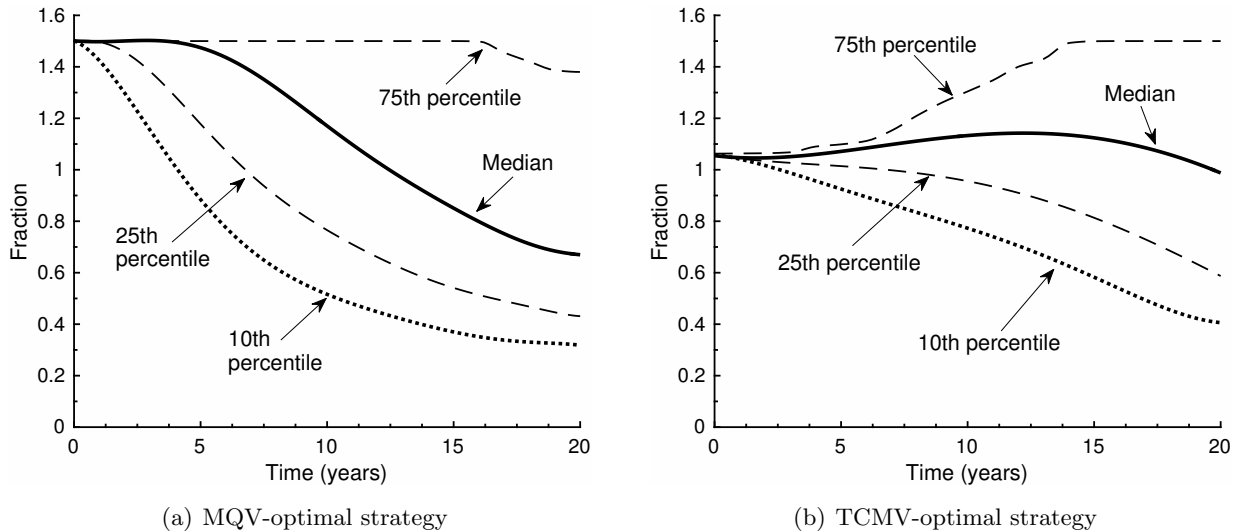 1.6
1.4
1.2
1
0.8
0.6
0.4
0.2
0
Fraction
75th percentile
Median
25th
percentile
10th
percentile
0
5
10
15
20
Time (years)
(a) MQV-optimal strategy
1.6
1.4
1.2
1
0.8
0.6
0.4
0.2
0
Fraction
75th percentile
Median
25th percentile
10th percentile
0
5
10
15
20
Time (years)
(b) TCMV-optimal strategy